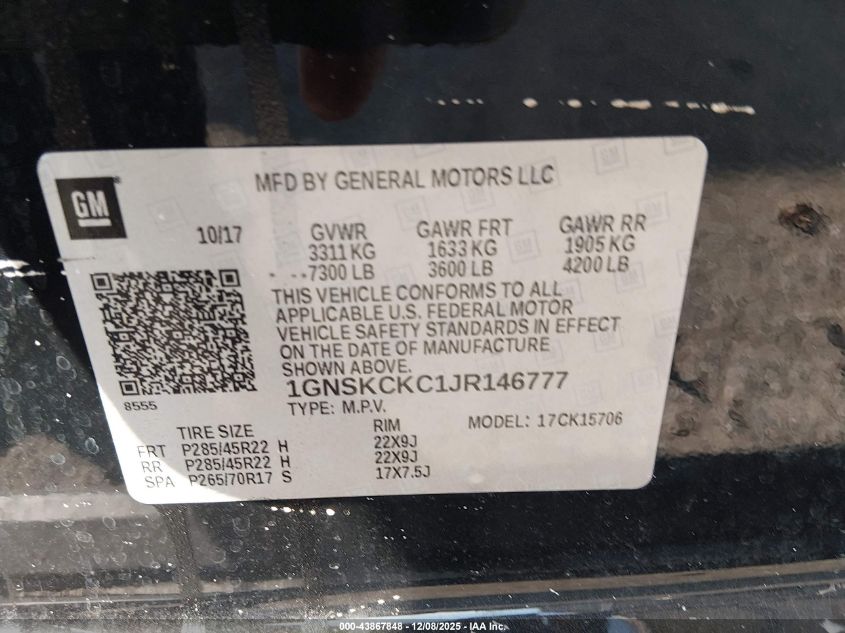 GM
MFD BY GENERAL MOTORS LLC
10/17 GVWR GAWR FRT GAWR RR
3311 KG 1633 KG 1905 KG
7300 LB 3600 LB 4200 LB
THIS VEHICLE CONFORMS TO ALL
APPLICABLE U.S. FEDERAL MOTOR
VEHICLE SAFETY STANDARDS IN EFFECT
ON THE DATE OF MANUFACTURE
SHOWN ABOVE.
1GNSKCKC1JR146777
8555
TYPE: M.P.V. MODEL: 17CK15706
TIRE SIZE RIM
FRT P285/45R22 H 22X9J
RR P285/45R22 H 22X9J
SPA P265/70R17 S 17X7.5J
000-43867848 - 12/08/2025 - IAA Inc.